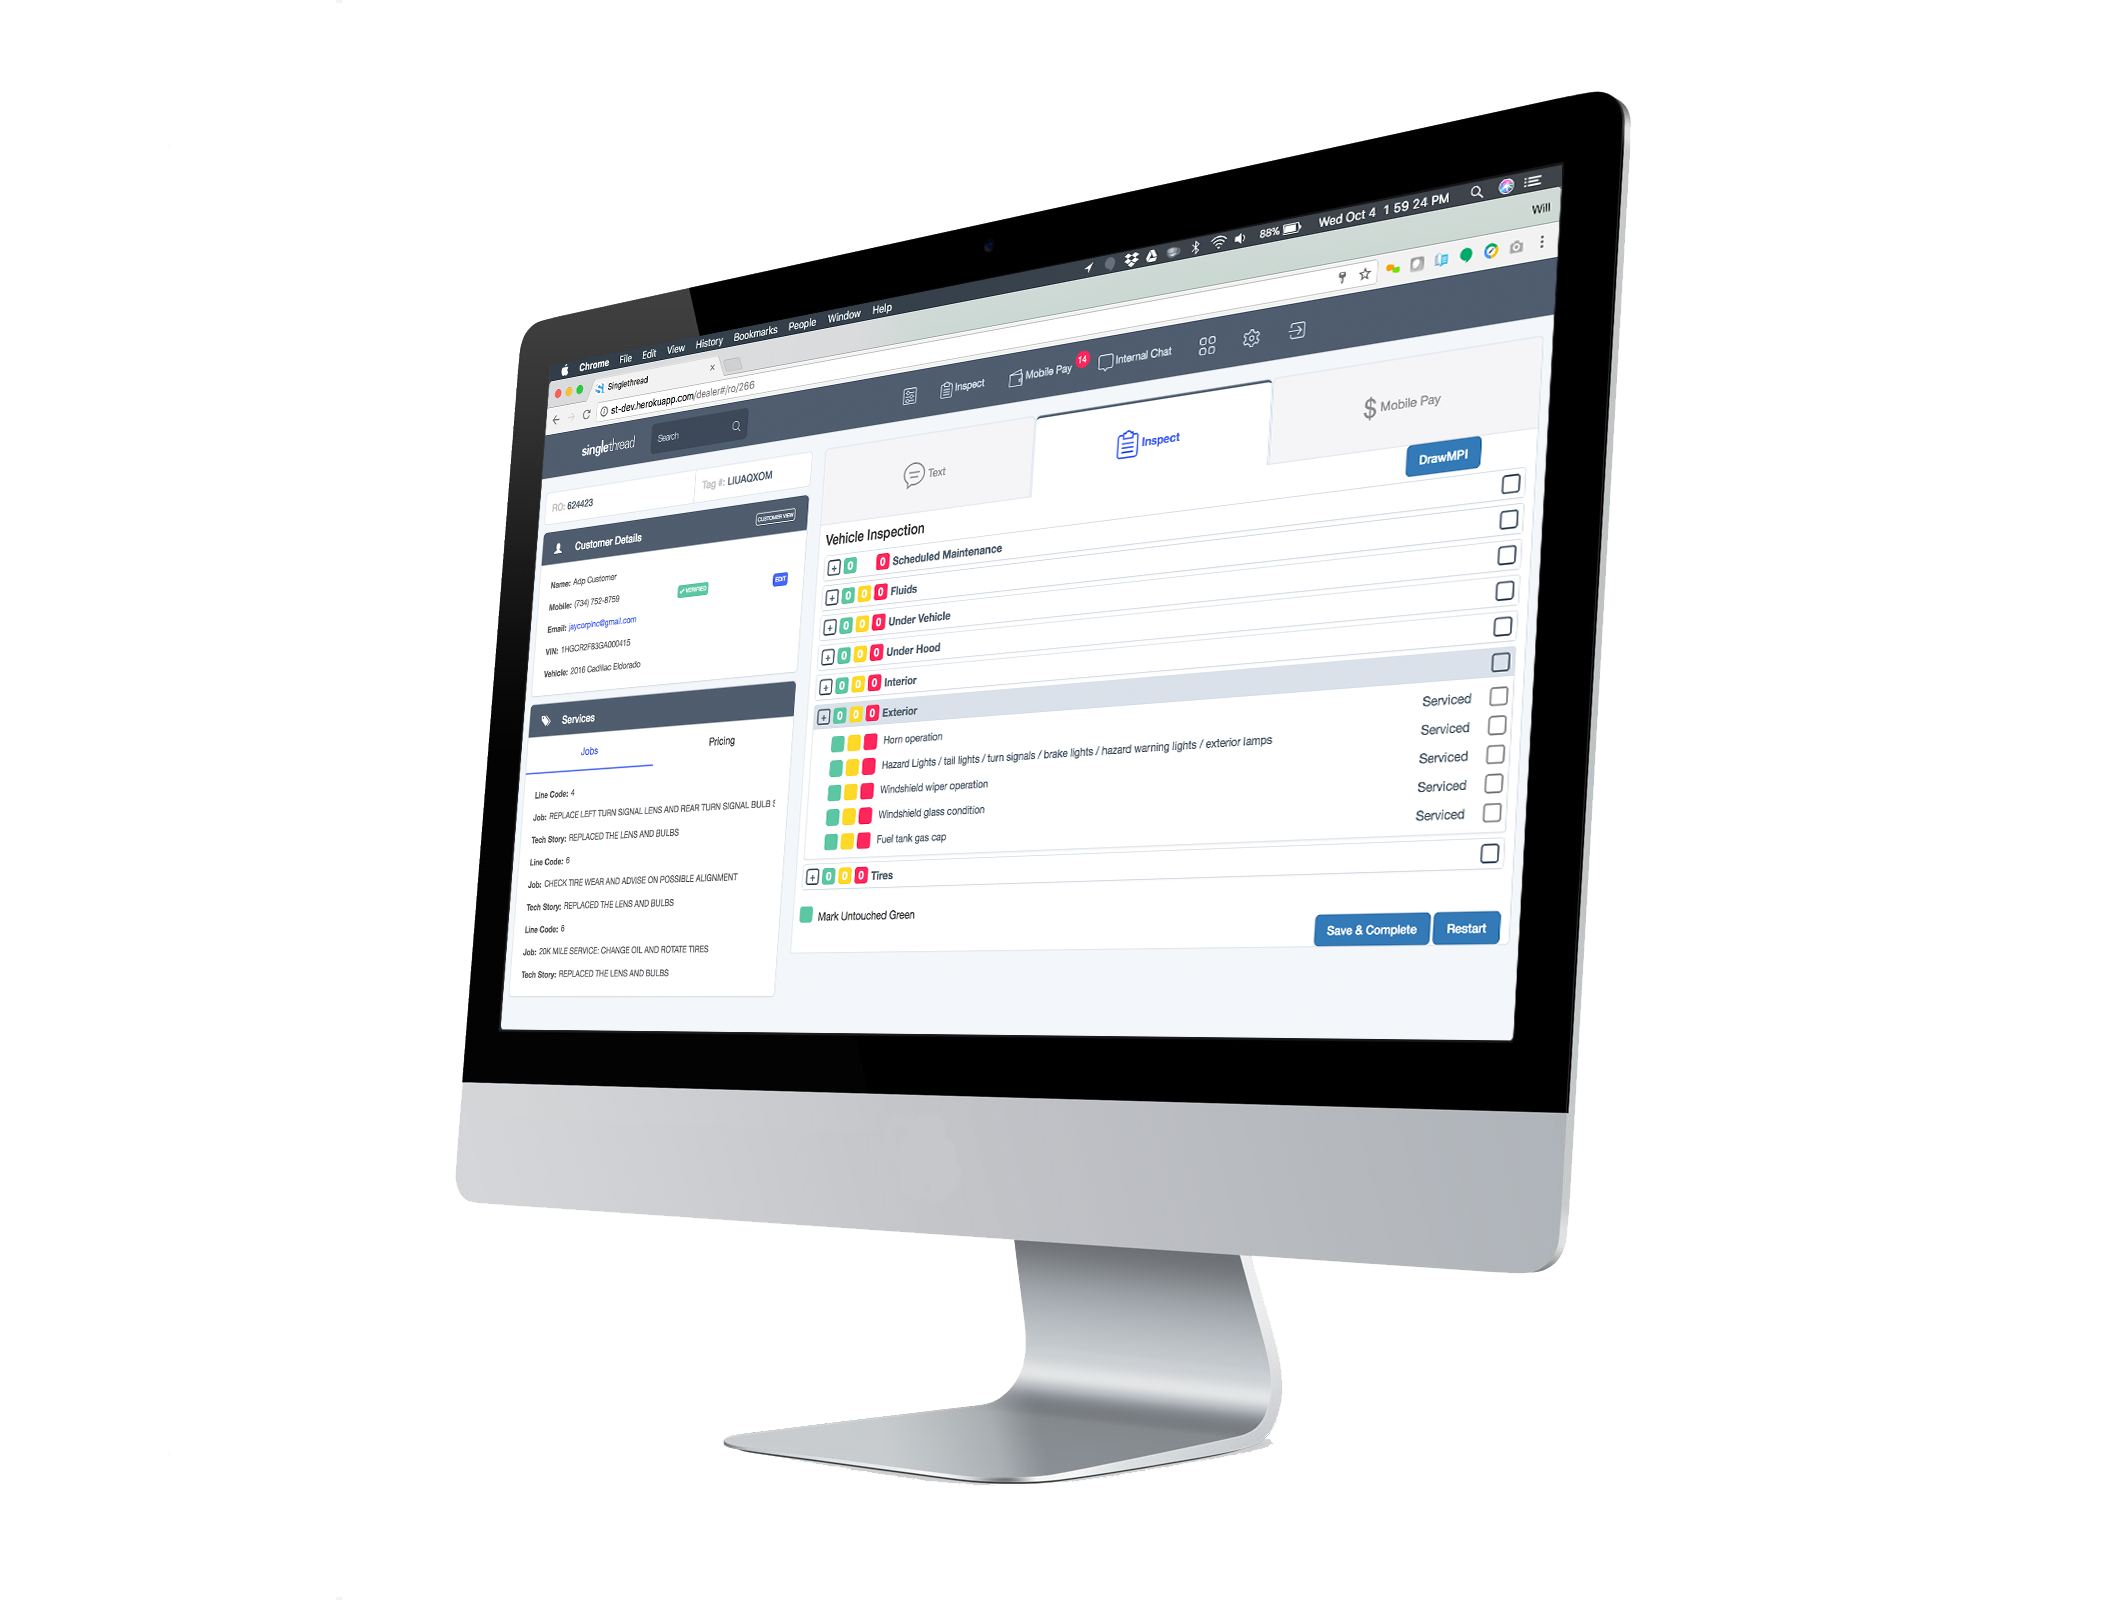 Chrome File Edit View History Bookmarks People Window Help 88% Wed Oct 4 1 59 24 PM
Singlethread Will
st-dev.herokuapp.com/dealer#/ro/266
singlethread Search Inspect Mobile Pay 14 Internal Chat
RO: 624423 Tag #: LIUAQXOM
Customer Details CUSTOMER VIEW
Name: Adp Customer
Mobile: (734) 752-8759 VERIFIED EDIT
Email: jaycorpinc@gmail.com
VIN: 1HGCR2F83GA000415
Vehicle: 2016 Cadillac Eldorado
Services
Jobs Pricing
Line Code: 4
Job: REPLACE LEFT TURN SIGNAL LENS AND REAR TURN SIGNAL BULB S
Tech Story: REPLACED THE LENS AND BULBS
Line Code: 6
Job: CHECK TIRE WEAR AND ADVISE ON POSSIBLE ALIGNMENT
Tech Story: REPLACED THE LENS AND BULBS
Line Code: 6
Job: 20K MILE SERVICE: CHANGE OIL AND ROTATE TIRES
Tech Story: REPLACED THE LENS AND BULBS
Text Inspect $ Mobile Pay
DrawMPI
Vehicle Inspection
+ 0 0 Scheduled Maintenance
+ 0 0 0 Fluids
+ 0 0 0 Under Vehicle
+ 0 0 0 Under Hood
+ 0 0 0 Interior
+ 0 0 0 Exterior
Horn operation Serviced
Hazard Lights / tail lights / turn signals / brake lights / hazard warning lights / exterior lamps Serviced
Windshield wiper operation Serviced
Windshield glass condition Serviced
Fuel tank gas cap Serviced
+ 0 0 0 Tires
Mark Untouched Green
Save & Complete Restart